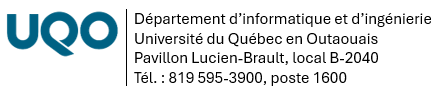 UQO
Département d'informatique et d'ingénierie
Université du Québec en Outaouais
Pavillon Lucien-Brault, local B-2040
Tél. : 819 595-3900, poste 1600